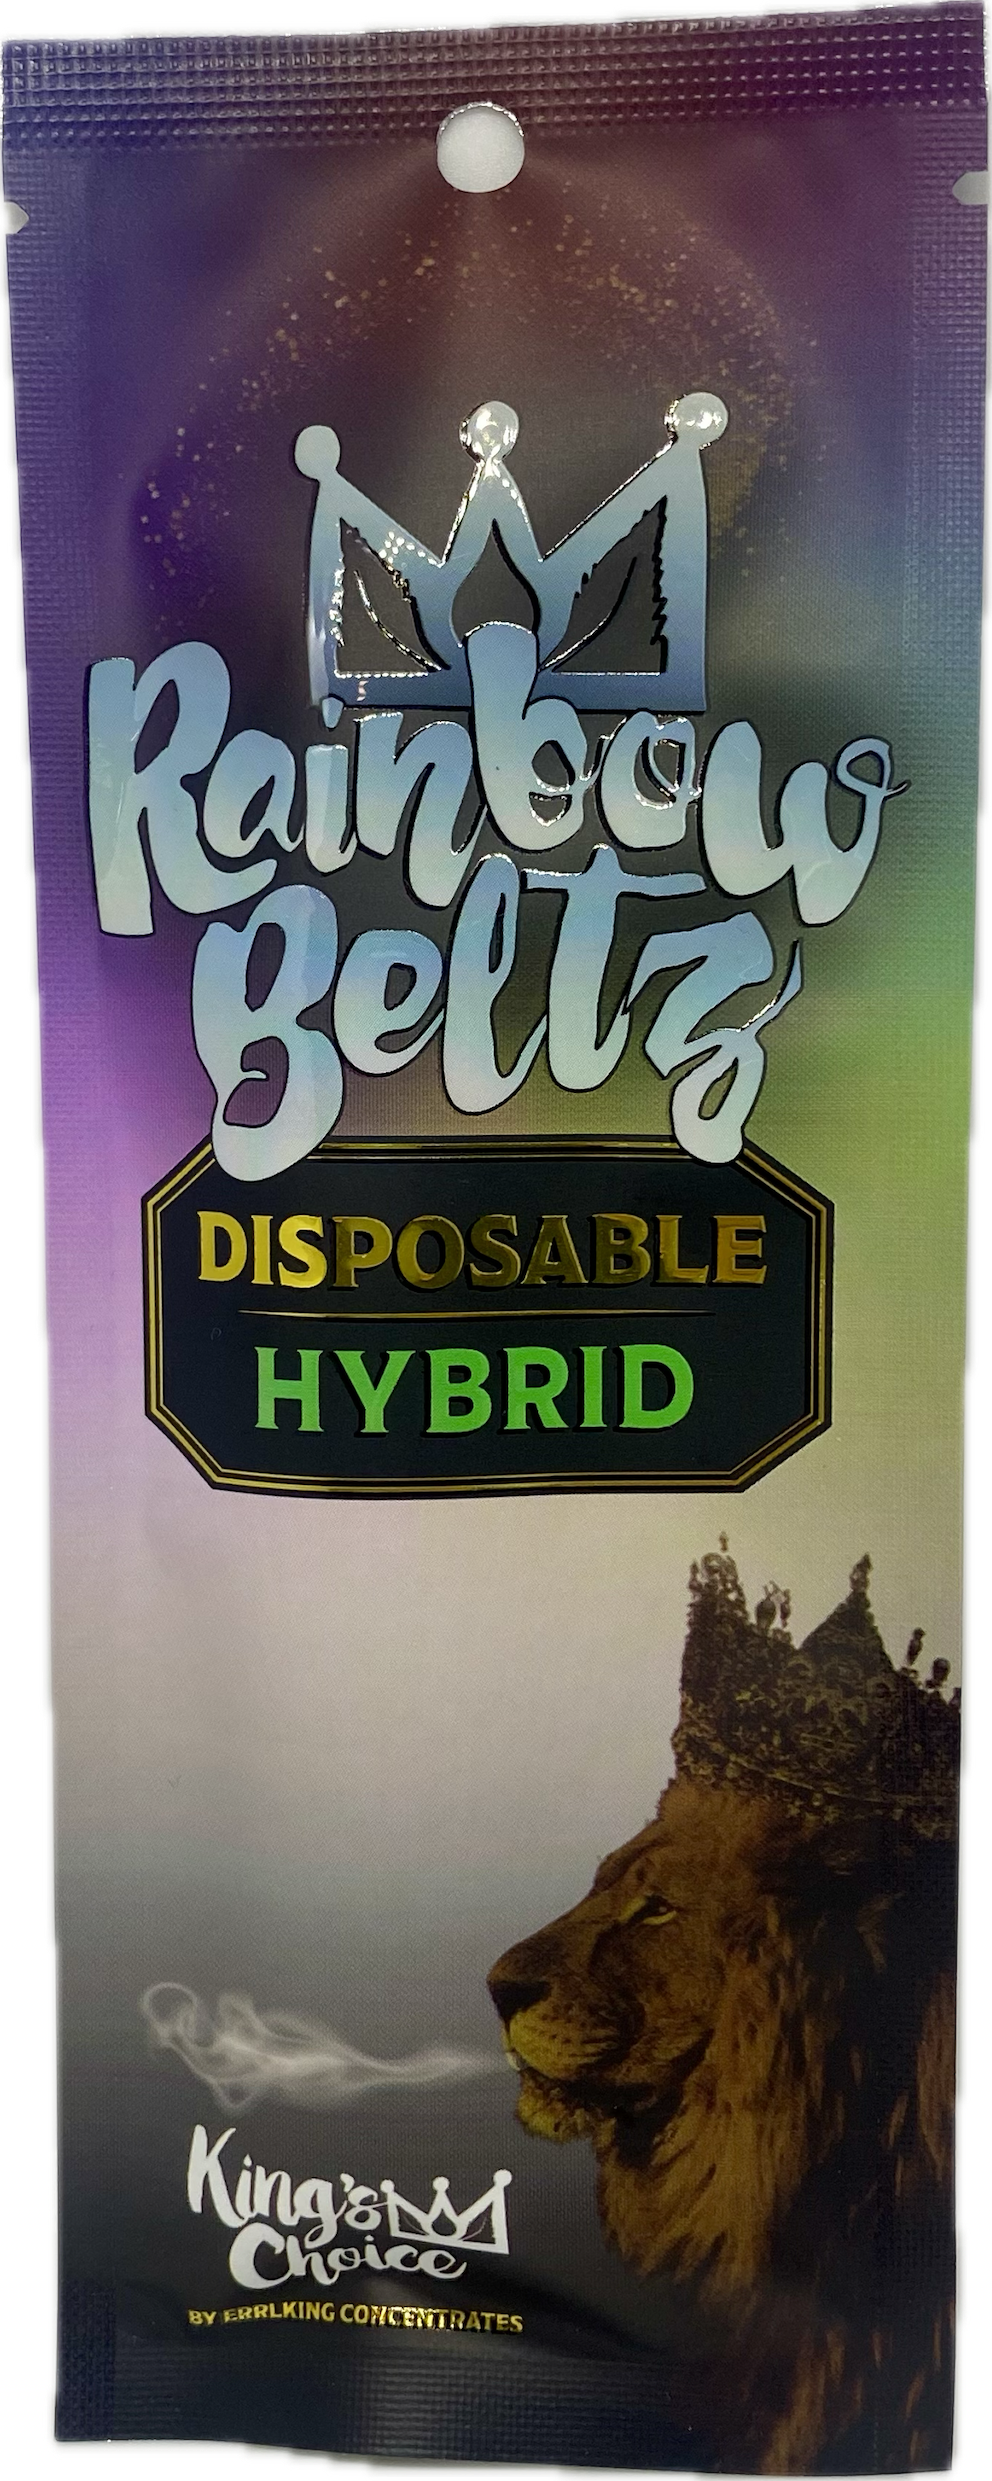 Rainbow
Beltz
DISPOSABLE
HYBRID
King's
Choice
BY ERRLKING CONCENTRATES